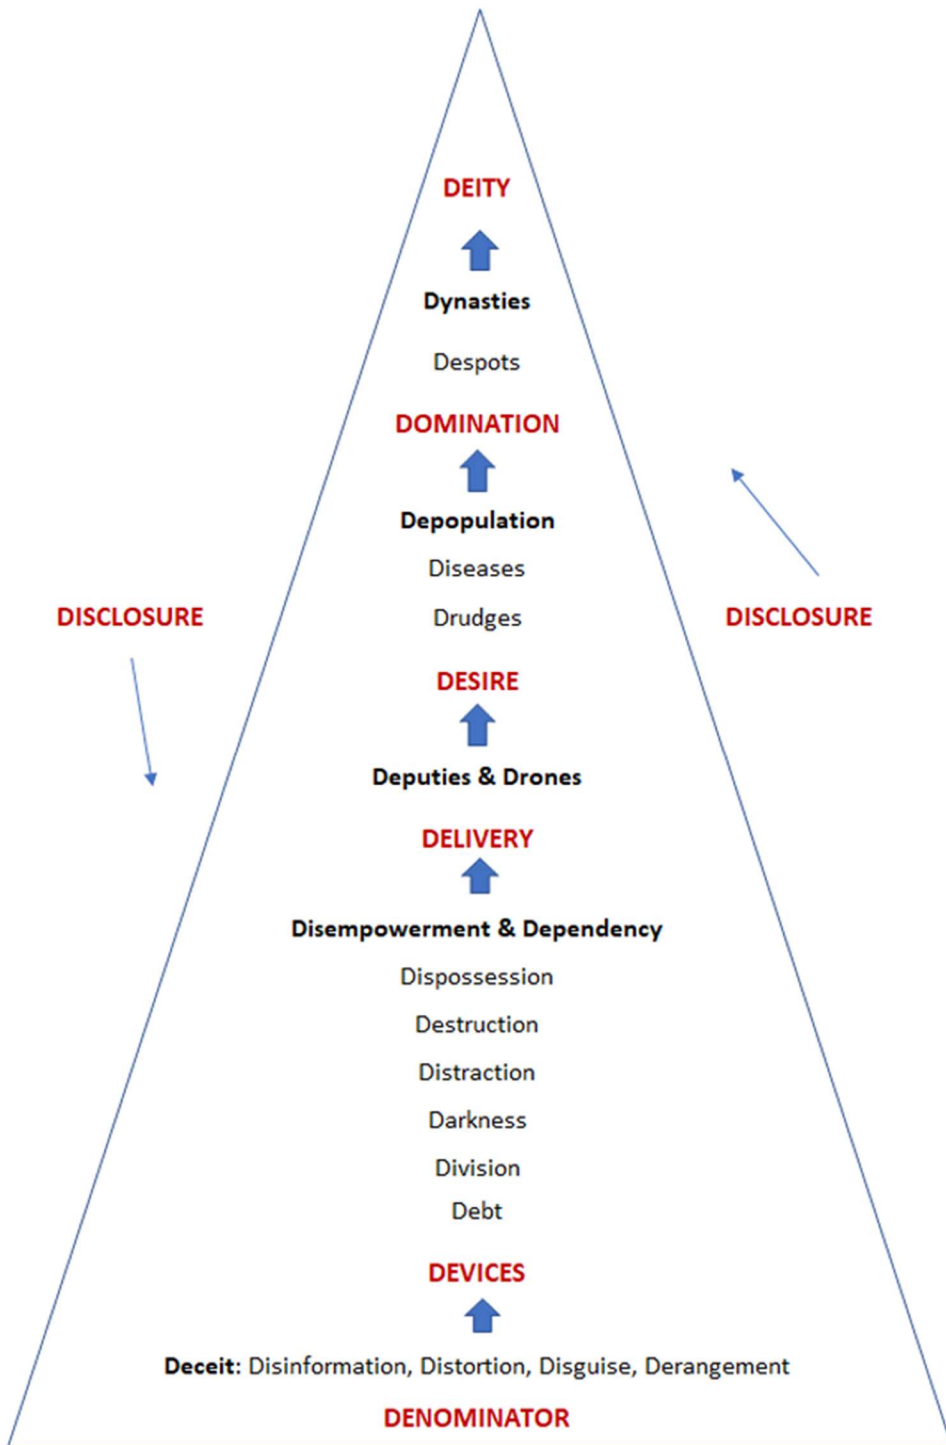 DEITY
Dynasties
Despots
DOMINATION
Depopulation
Diseases
Drudges
DISCLOSURE
DISCLOSURE
DESIRE
Deputies & Drones
DELIVERY
Disempowerment & Dependency
Dispossession
Destruction
Distraction
Darkness
Division
Debt
DEVICES
Deceit: Disinformation, Distortion, Disguise, Derangement
DENOMINATOR